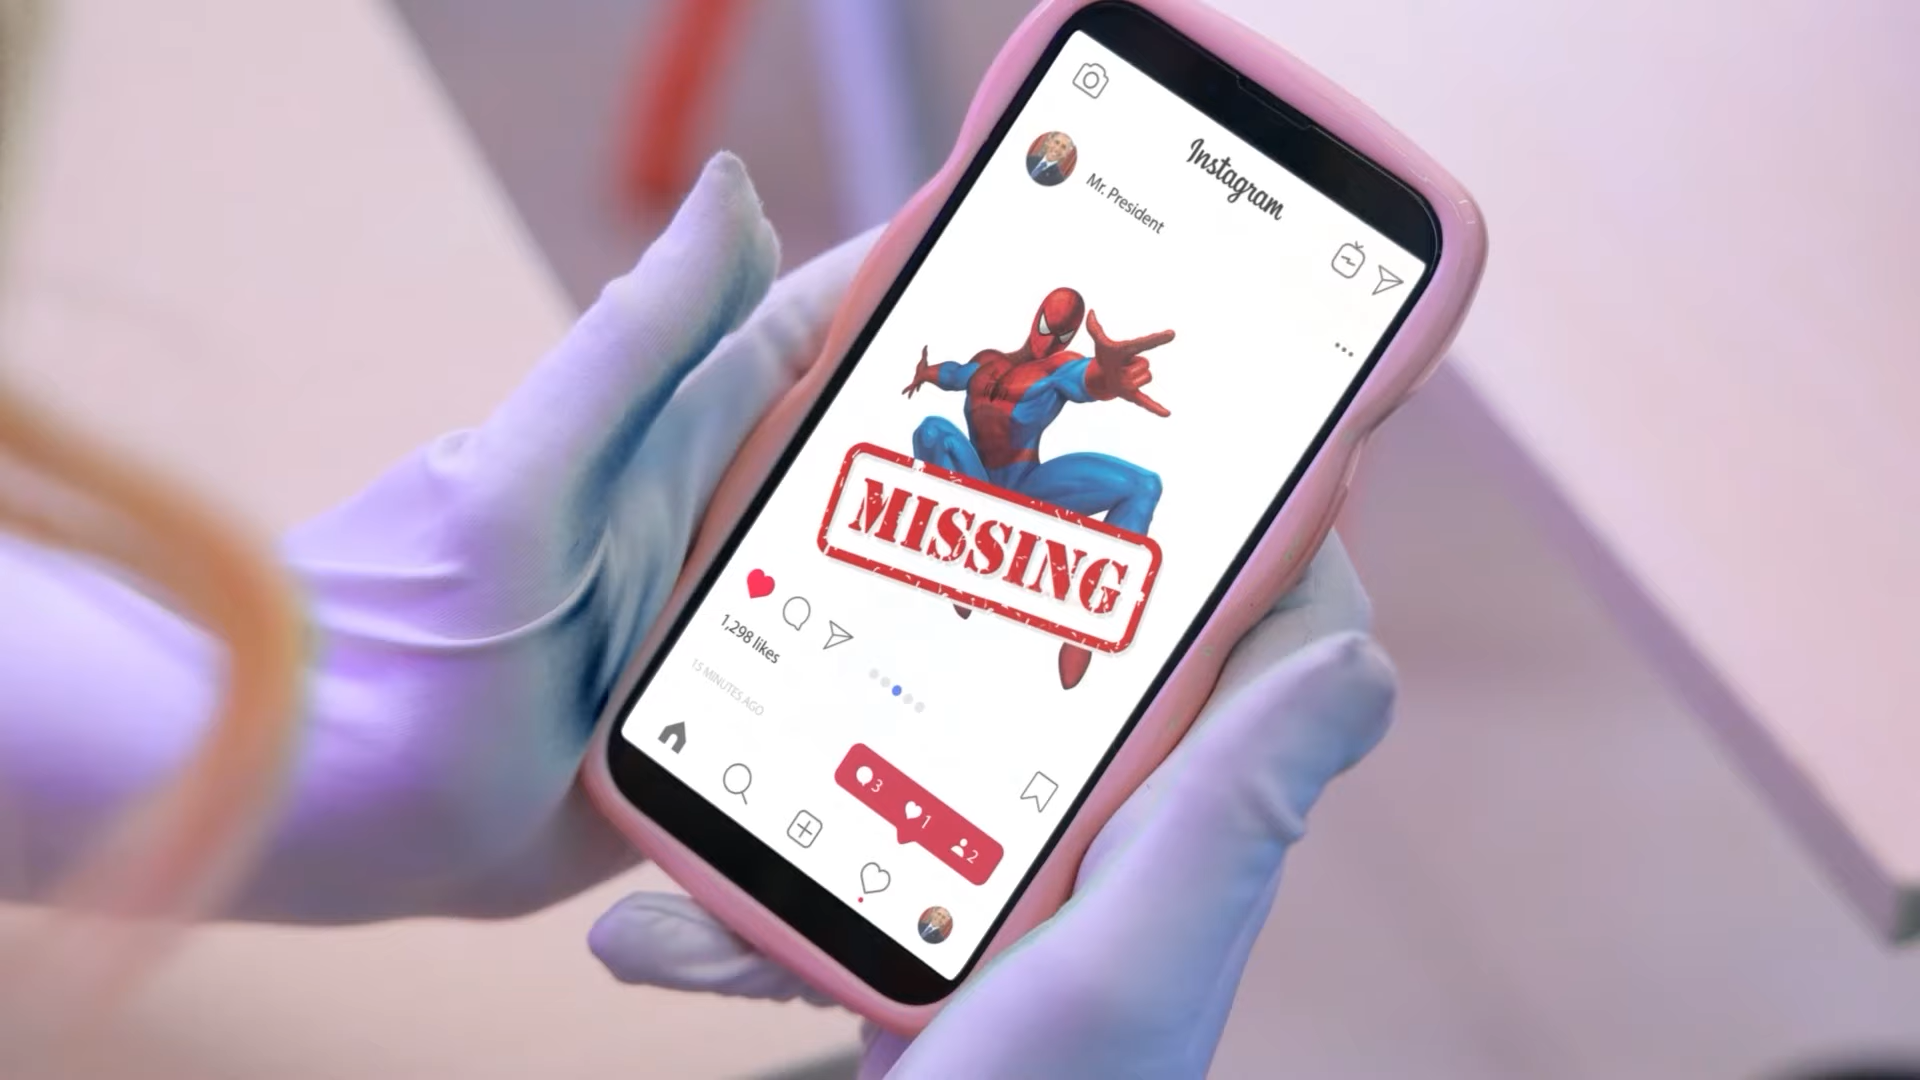 Instagram
Mr. President
MISSING
1,298 likes
15 MINUTES AGO
3 1 2